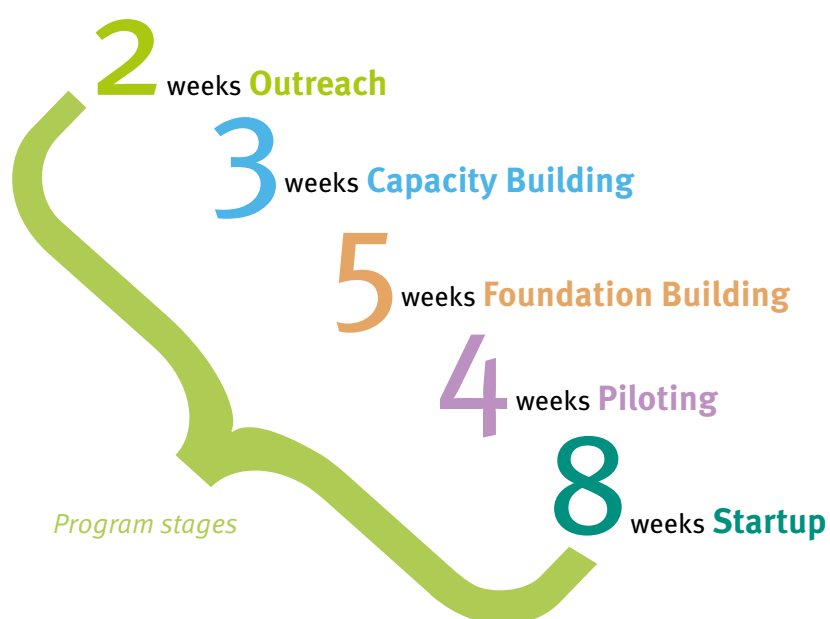 2 weeks Outreach
3 weeks Capacity Building
5 weeks Foundation Building
4 weeks Piloting
8 weeks Startup
Program stages